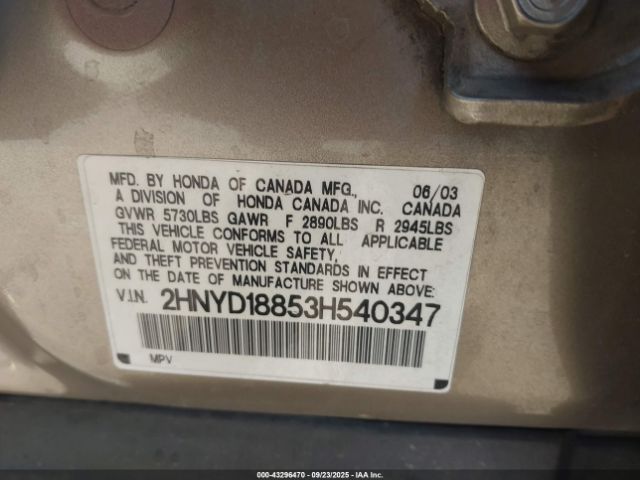 MFD. BY HONDA OF CANADA MFG., 06/03
A DIVISION OF HONDA CANADA INC. CANADA
GVWR 5730LBS GAWR F 2890LBS R 2945LBS
THIS VEHICLE CONFORMS TO ALL APPLICABLE
FEDERAL MOTOR VEHICLE SAFETY,
AND THEFT PREVENTION STANDARDS IN EFFECT
ON THE DATE OF MANUFACTURE SHOWN ABOVE.
V.I.N. 2HNYD18853H540347
MPV
000-43296470 - 09/23/2025 - IAA, INC.